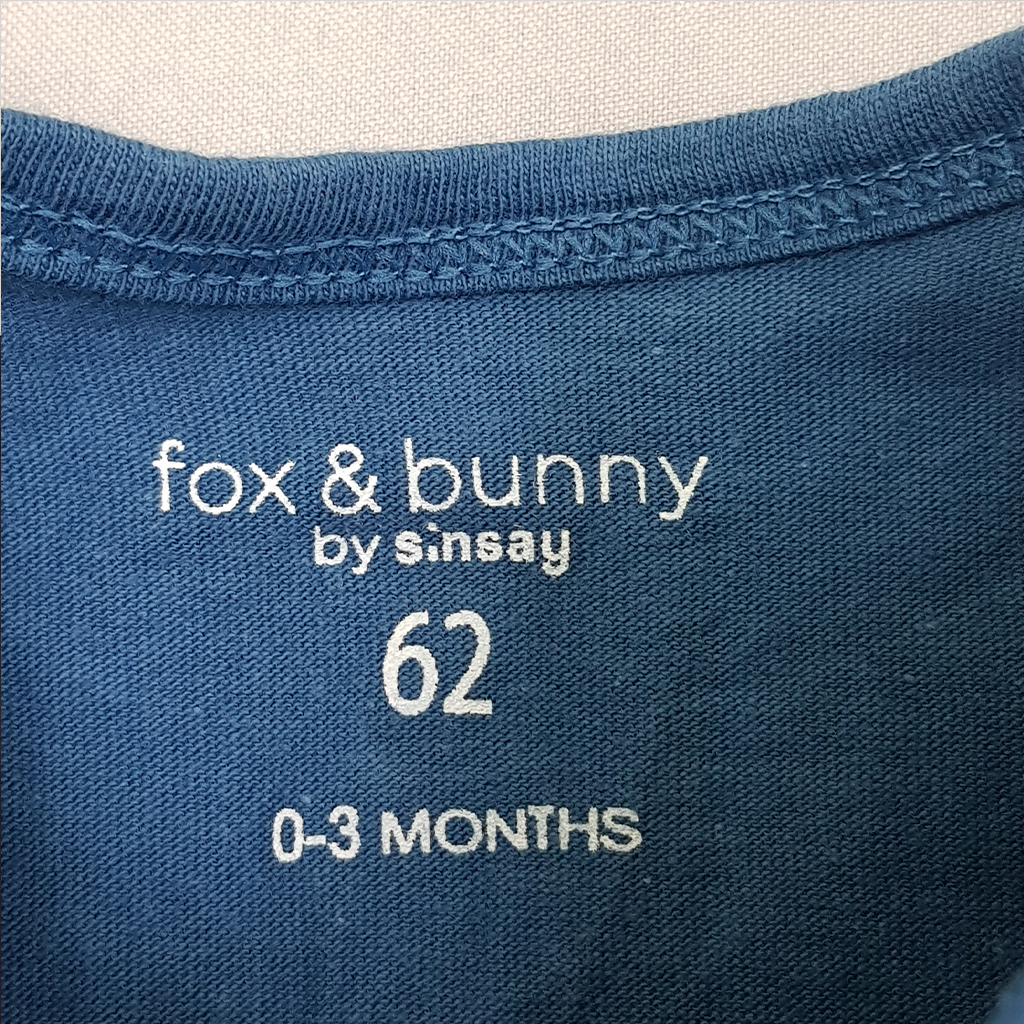 fox & bunny
by sinsay
62
0-3 MONTHS